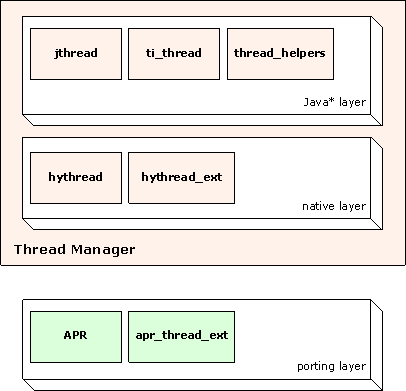 jthread
ti_thread
thread_helpers
Java* layer
hythread
hythread_ext
native layer
Thread Manager
APR
apr_thread_ext
porting layer